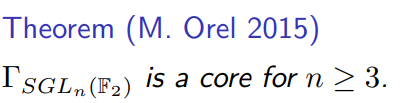 Theorem (M. Orel 2015)
Γ_{SGL_n(𝔽_2)} is a core for n ≥ 3.